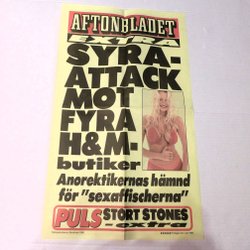 AFTONBLADET
EXTRA
SYRA-
ATTACK
MOT
FYRA
H&M-
butiker
Anorektikernas hämnd
för "sexaffischerna"
PULS STORT STONES
-extra